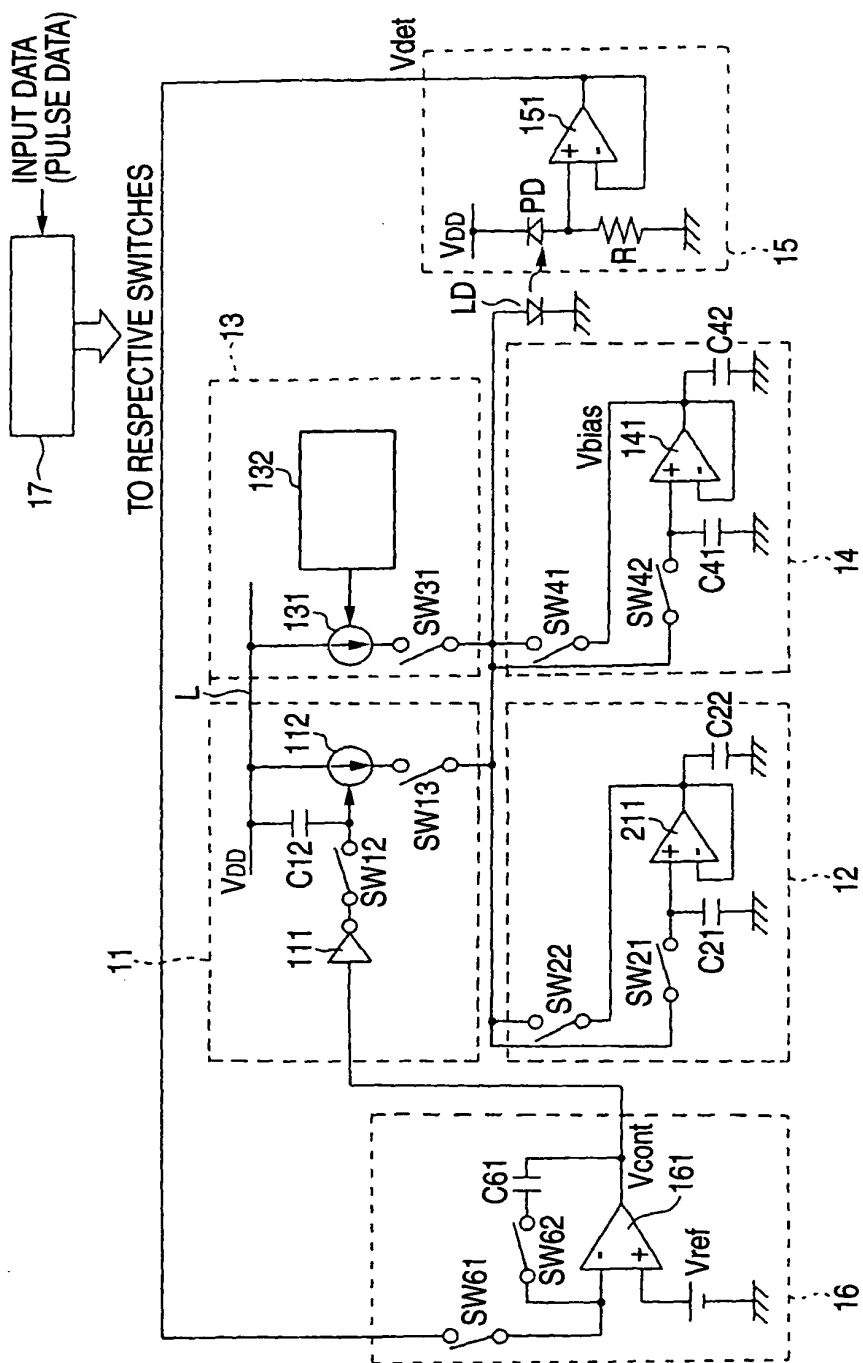 INPUT DATA
(PULSE DATA)
17
TO RESPECTIVE SWITCHES
Vdet
11
13
VDD
L
C12
112
131
132
111
SW12
SW13
SW31
LD
VDD
PD
151
R
15
16
SW61
SW62
C61
Vcont
161
Vref
12
SW22
SW21
C21
211
C22
14
SW41
SW42
C41
Vbias
141
C42